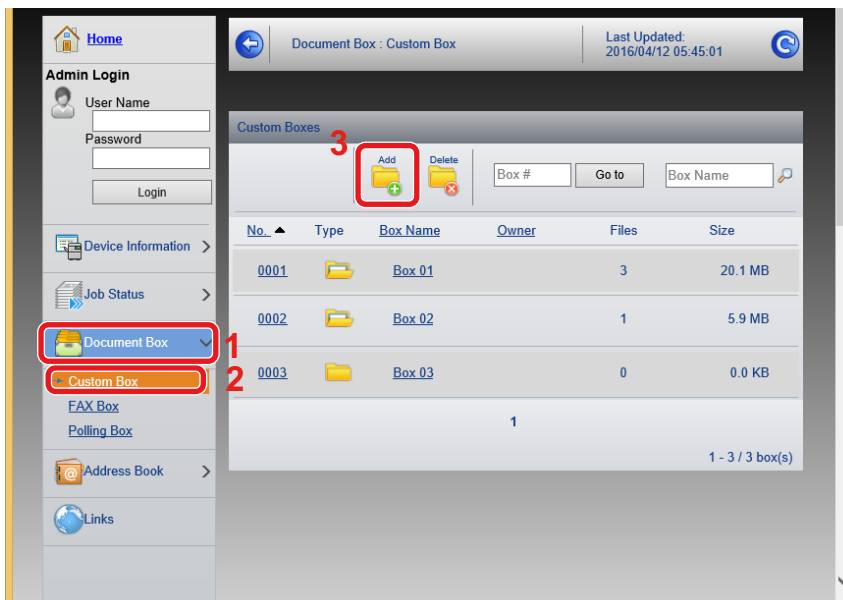 Home
Admin Login
User Name
Password
Login
Device Information
Job Status
Document Box
1
Custom Box
2
FAX Box
Polling Box
Address Book
Links
Document Box : Custom Box
Last Updated:
2016/04/12 05:45:01
Custom Boxes
3
Add
Delete
Box #
Go to
Box Name
No. Type Box Name Owner Files Size
0001 Box 01 3 20.1 MB
0002 Box 02 1 5.9 MB
0003 Box 03 0 0.0 KB
1
1 - 3 / 3 box(s)